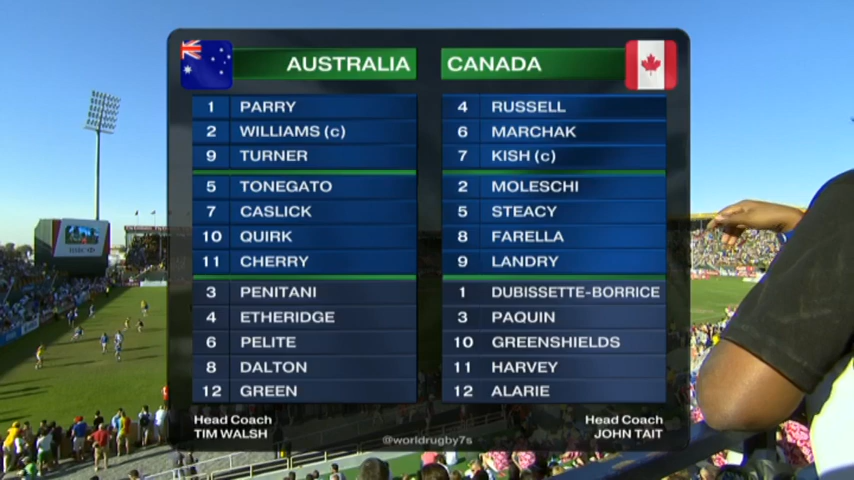 AUSTRALIA
1 PARRY
2 WILLIAMS (c)
9 TURNER
5 TONEGATO
7 CASLICK
10 QUIRK
11 CHERRY
3 PENITANI
4 ETHERIDGE
6 PELITE
8 DALTON
12 GREEN
Head Coach
TIM WALSH
CANADA
4 RUSSELL
6 MARCHAK
7 KISH (c)
2 MOLESCHI
5 STEACY
8 FARELLA
9 LANDRY
1 DUBISSETTE-BORRICE
3 PAQUIN
10 GREENSHIELDS
11 HARVEY
12 ALARIE
Head Coach
JOHN TAIT
@worldrugby7s
HSBC